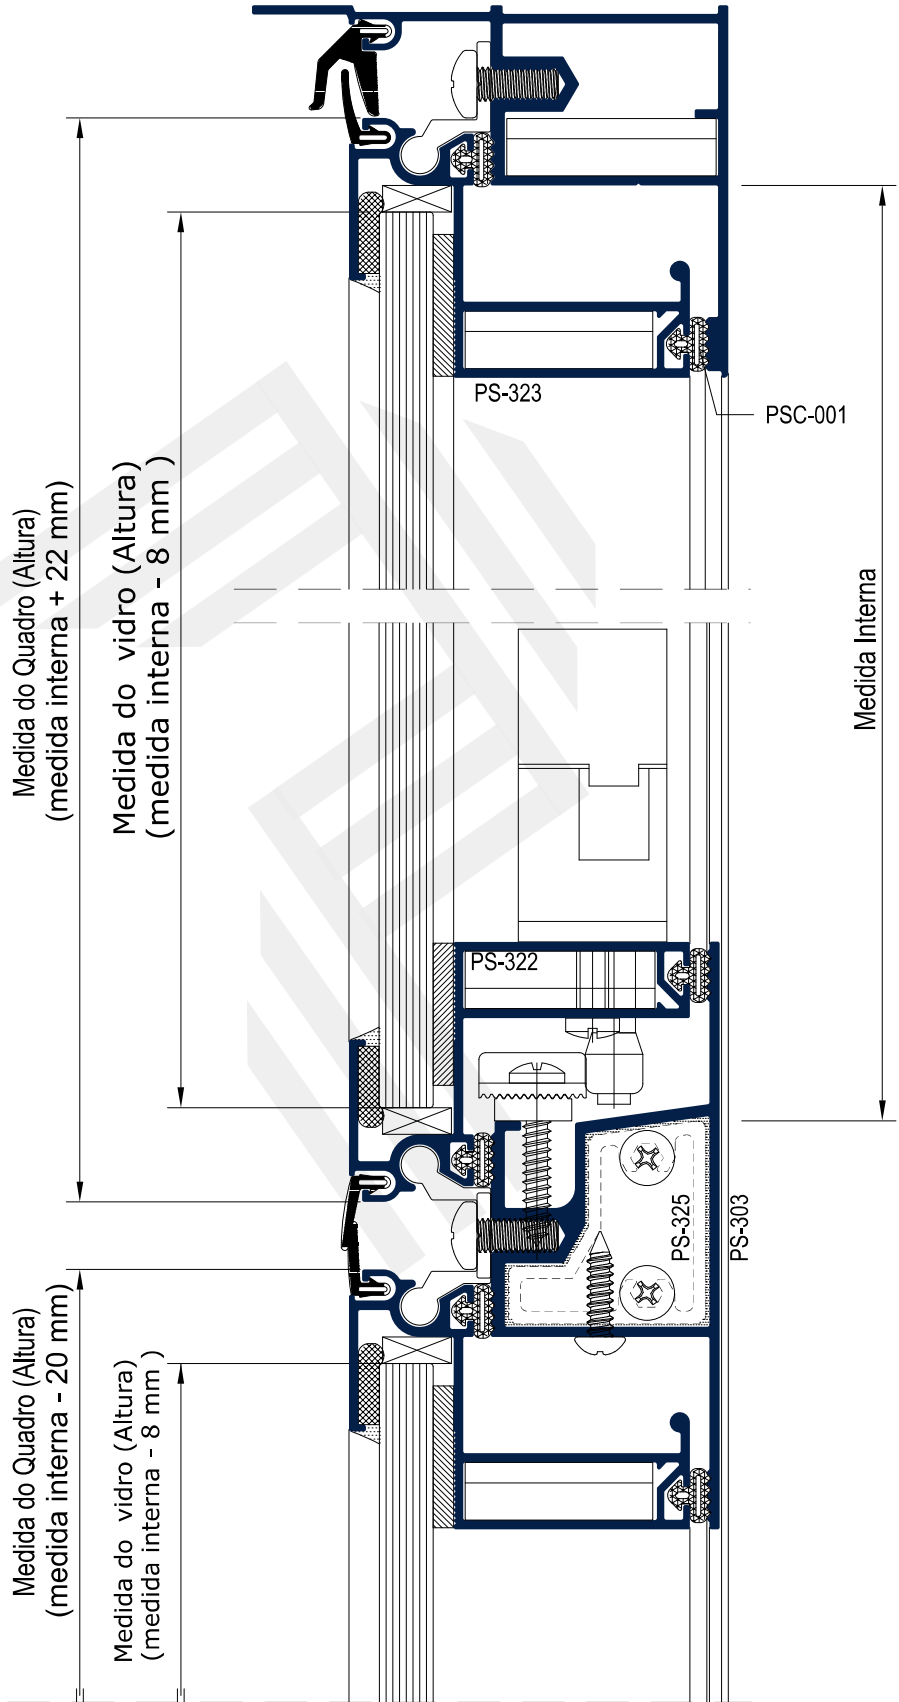 PS-323
PSC-001
Medida do Quadro (Altura)
(medida interna + 22 mm)
Medida do vidro (Altura)
(medida interna - 8 mm )
Medida Interna
PS-322
PS-325
PS-303
Medida do Quadro (Altura)
(medida interna - 20 mm)
Medida do vidro (Altura)
(medida interna - 8 mm )